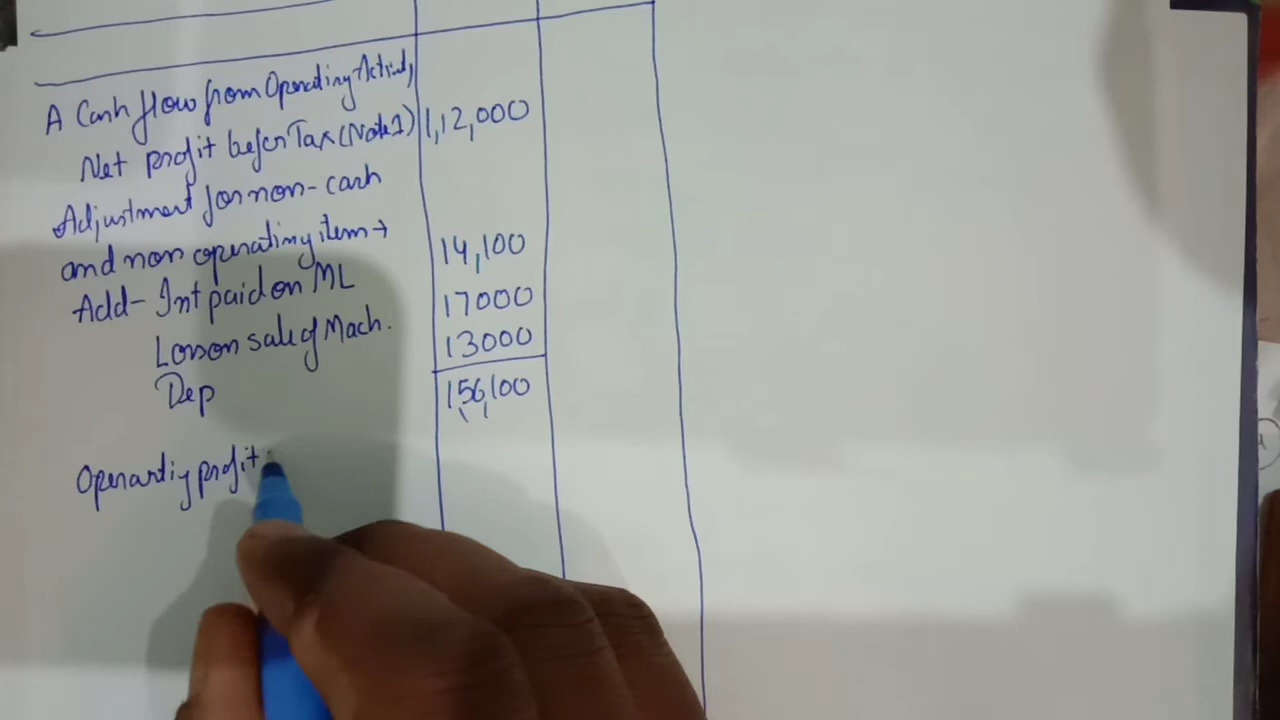 A Cash flow from Operating Activit,
Net profit before Tax (Note 1) 1,12,000
Adjustment for non-cash
and non operating item →
Add- Int paid on ML 14,100
Loss on sale of Mach. 17000
Dep 13000
156,100
Operartiy profit